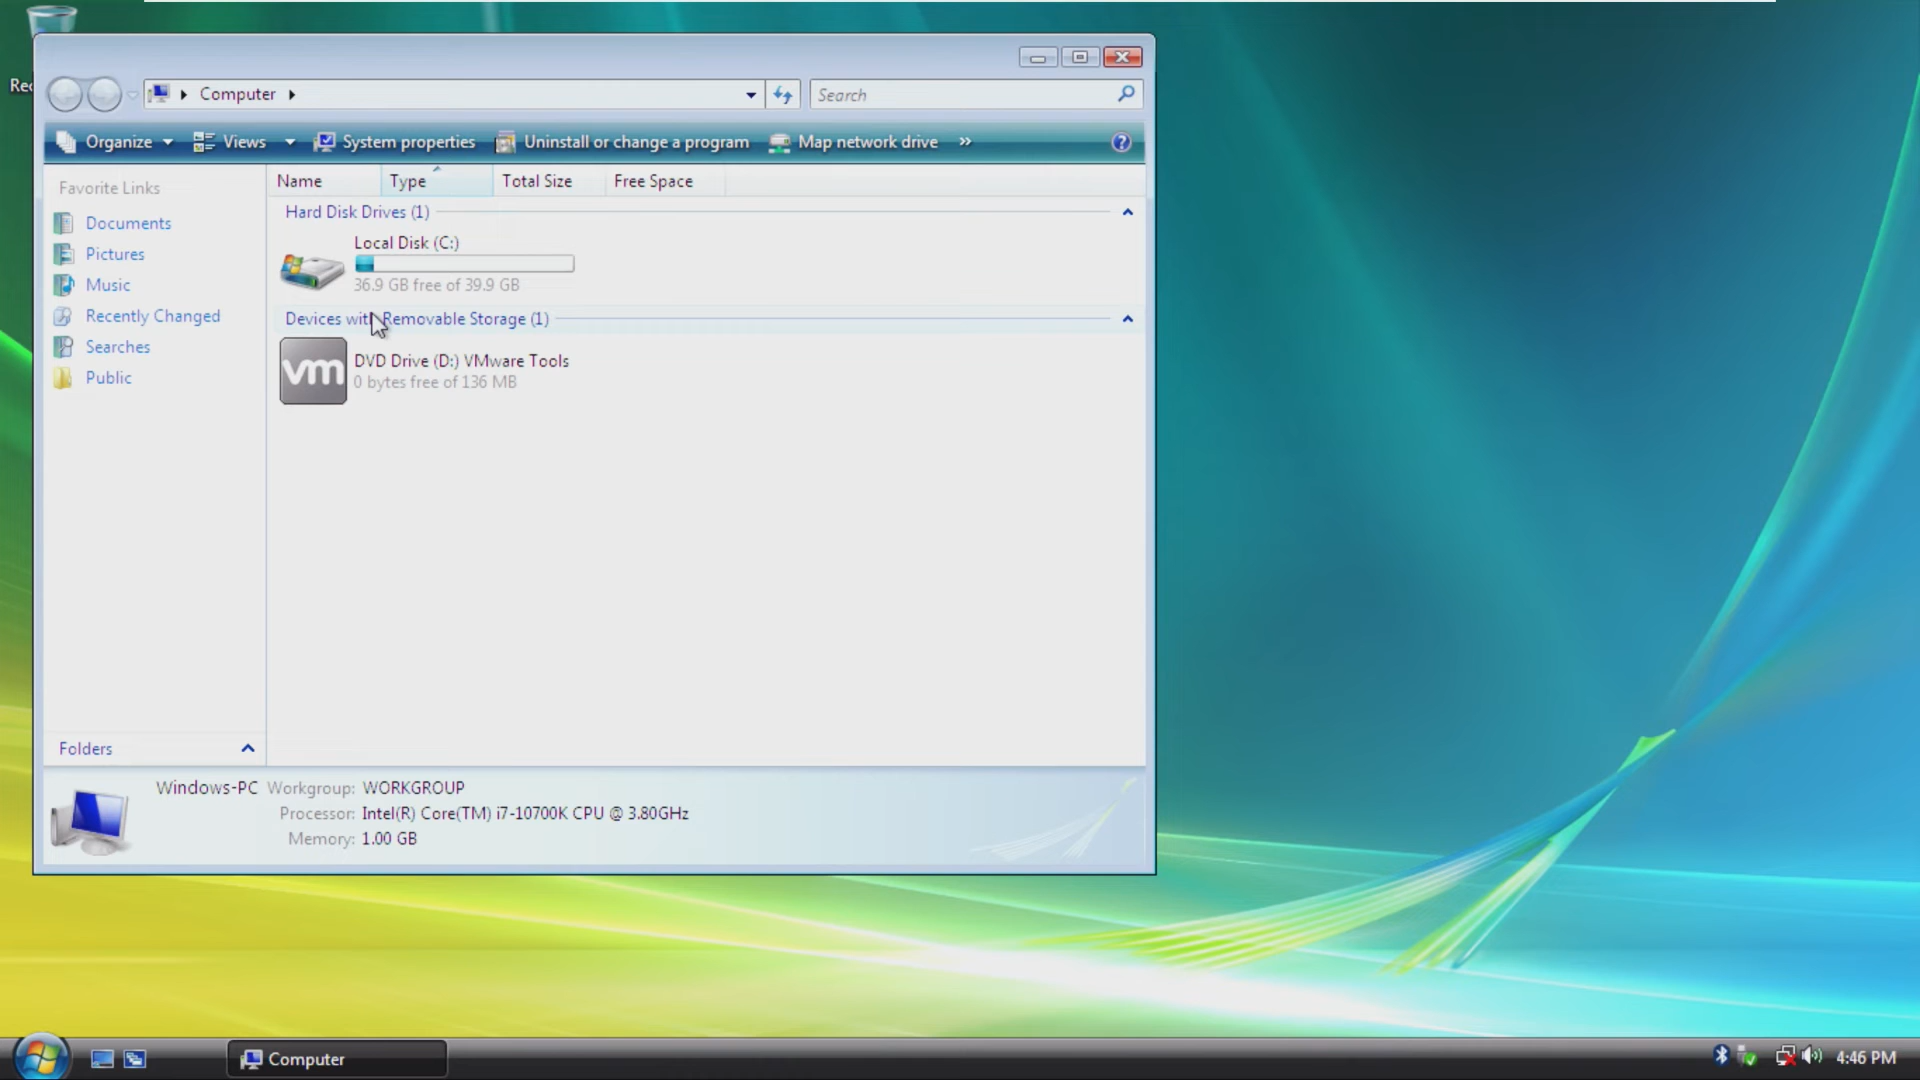 Computer
Search
Organize
Views
System properties
Uninstall or change a program
Map network drive
»
?
Favorite Links
Documents
Pictures
Music
Recently Changed
Searches
Public
Folders
Name
Type
Total Size
Free Space
Hard Disk Drives (1)
Local Disk (C:)
36.9 GB free of 39.9 GB
Devices with Removable Storage (1)
vm
DVD Drive (D:) VMware Tools
0 bytes free of 136 MB
Windows-PC Workgroup: WORKGROUP
Processor: Intel(R) Core(TM) i7-10700K CPU @ 3.80GHz
Memory: 1.00 GB
Computer
4:46 PM